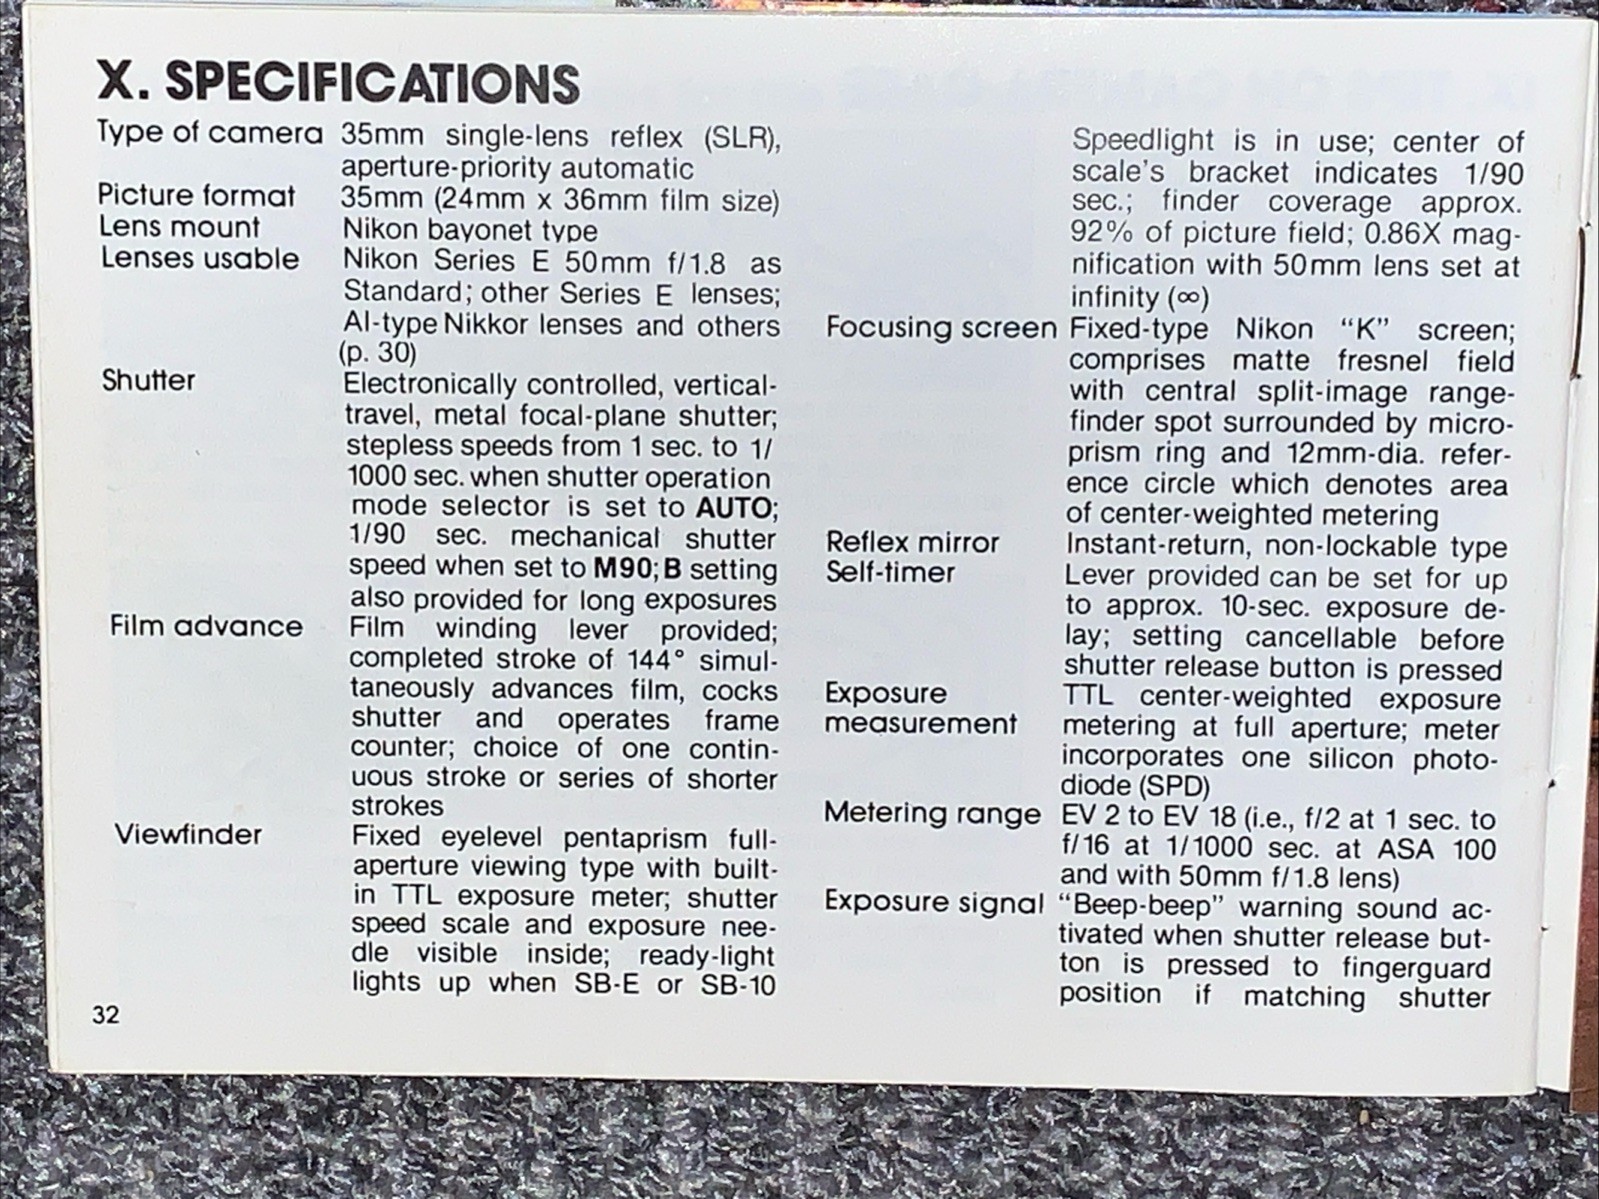 X. SPECIFICATIONS
Type of camera 35mm single-lens reflex (SLR),
aperture-priority automatic
Picture format 35mm (24mm x 36mm film size)
Lens mount Nikon bayonet type
Lenses usable Nikon Series E 50mm f/1.8 as
Standard; other Series E lenses;
AI-type Nikkor lenses and others
(p. 30)
Shutter Electronically controlled, vertical-
travel, metal focal-plane shutter;
stepless speeds from 1 sec. to 1/
1000 sec. when shutter operation
mode selector is set to AUTO;
1/90 sec. mechanical shutter
speed when set to M90; B setting
also provided for long exposures
Film advance Film winding lever provided;
completed stroke of 144° simul-
taneously advances film, cocks
shutter and operates frame
counter; choice of one contin-
uous stroke or series of shorter
strokes
Viewfinder Fixed eyelevel pentaprism full-
aperture viewing type with built-
in TTL exposure meter; shutter
speed scale and exposure nee-
dle visible inside; ready-light
lights up when SB-E or SB-10
32
Speedlight is in use; center of
scale's bracket indicates 1/90
sec.; finder coverage approx.
92% of picture field; 0.86X mag-
nification with 50mm lens set at
infinity (∞)
Focusing screen Fixed-type Nikon "K" screen;
comprises matte fresnel field
with central split-image range-
finder spot surrounded by micro-
prism ring and 12mm-dia. refer-
ence circle which denotes area
of center-weighted metering
Reflex mirror Instant-return, non-lockable type
Self-timer Lever provided can be set for up
to approx. 10-sec. exposure de-
lay; setting cancellable before
shutter release button is pressed
Exposure TTL center-weighted exposure
measurement metering at full aperture; meter
incorporates one silicon photo-
diode (SPD)
Metering range EV 2 to EV 18 (i.e., f/2 at 1 sec. to
f/16 at 1/1000 sec. at ASA 100
and with 50mm f/1.8 lens)
Exposure signal "Beep-beep" warning sound ac-
tivated when shutter release but-
ton is pressed to fingerguard
position if matching shutter